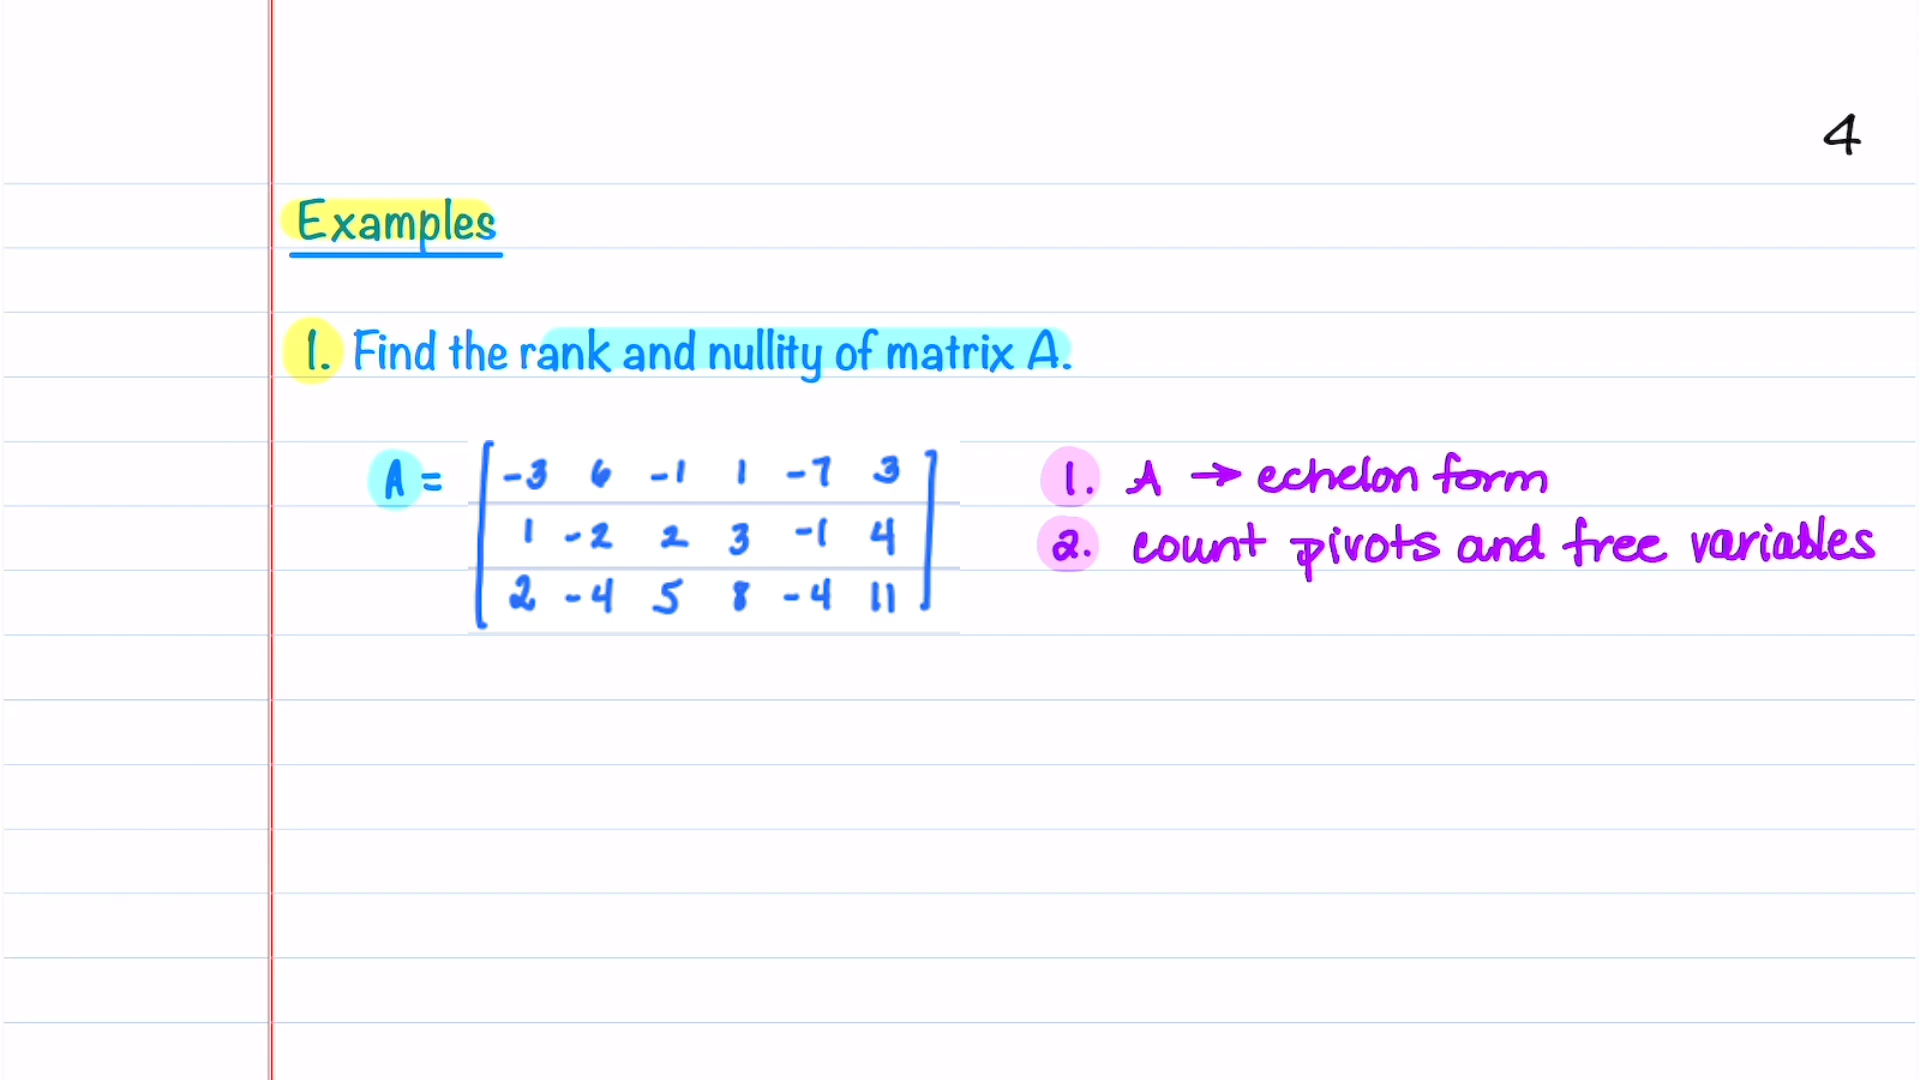 4
Examples
1. Find the rank and nullity of matrix A.
A = [ -3 6 -1 1 -7 3 ]
1 -2 2 3 -1 4
2 -4 5 8 -4 11
1. A → echelon form
2. count pivots and free variables